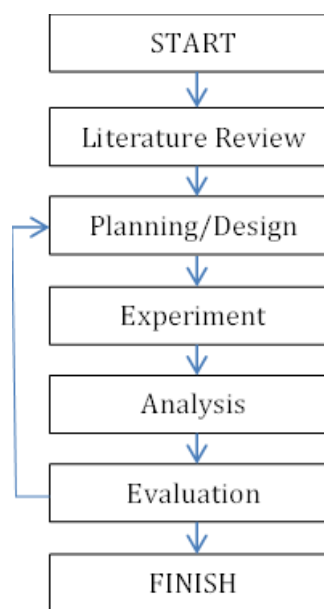 START
Literature Review
Planning/Design
Experiment
Analysis
Evaluation
FINISH